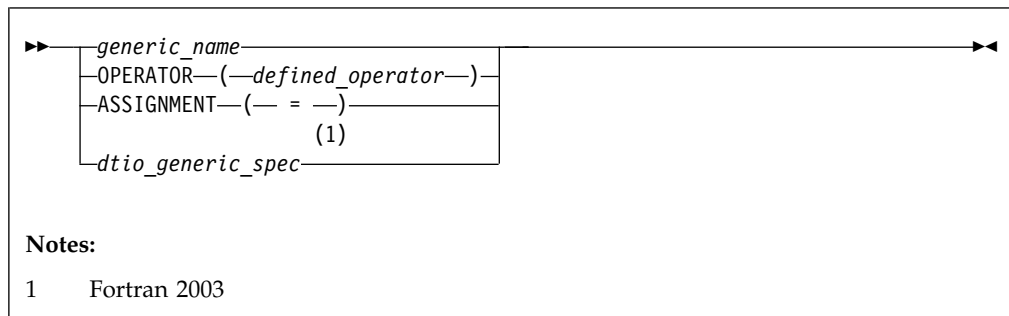 generic_name
OPERATOR ( defined_operator )
ASSIGNMENT ( = )
(1)
dtio_generic_spec
Notes:
1 Fortran 2003